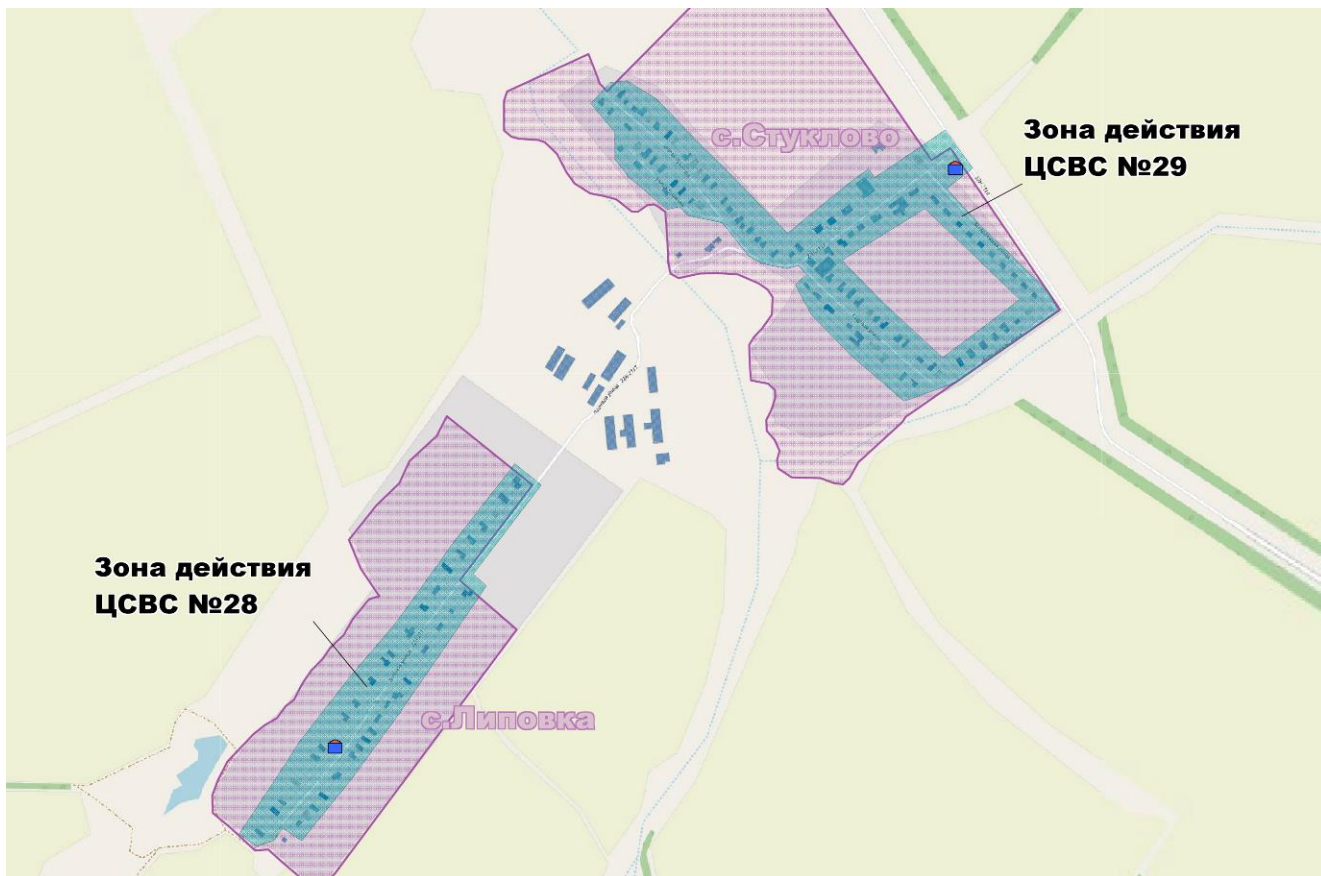 с.Стуклово
Зона действия
ЦСВС №29
Зона действия
ЦСВС №28
с.Липовка